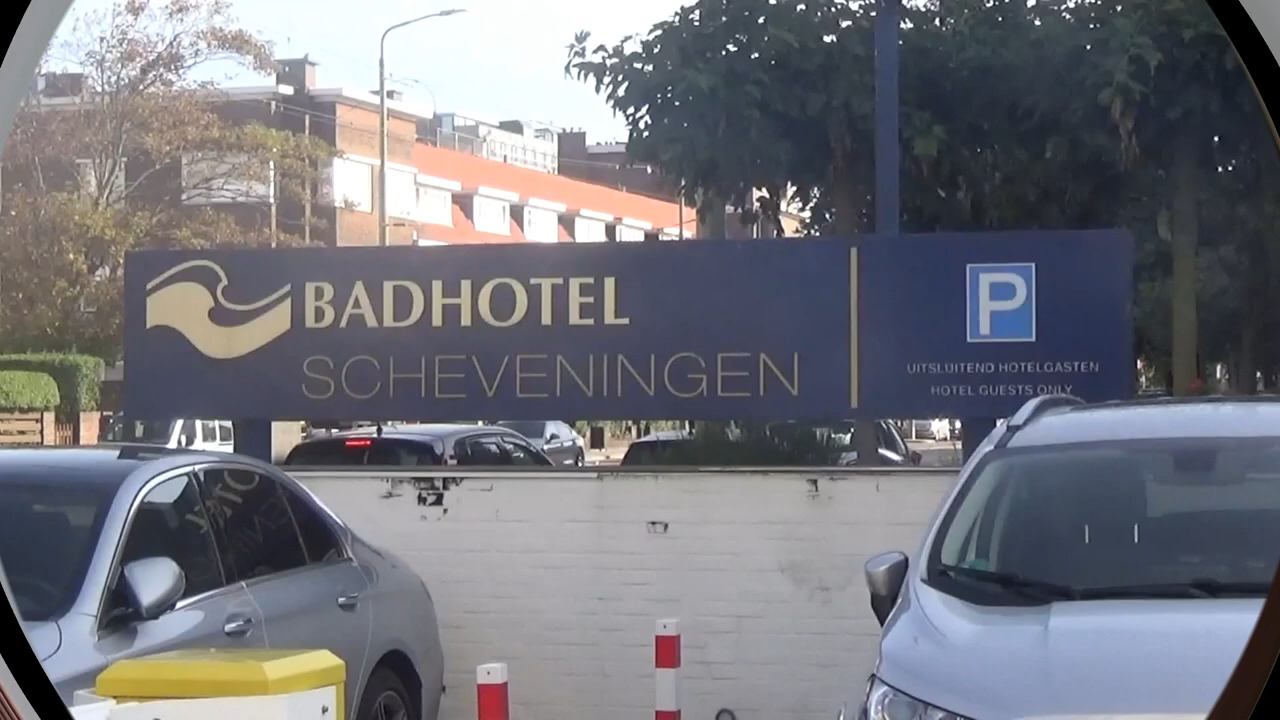 BADHOTEL
SCHEVENINGEN
P
UITSLUITEND HOTELGASTEN
HOTEL GUESTS ONLY